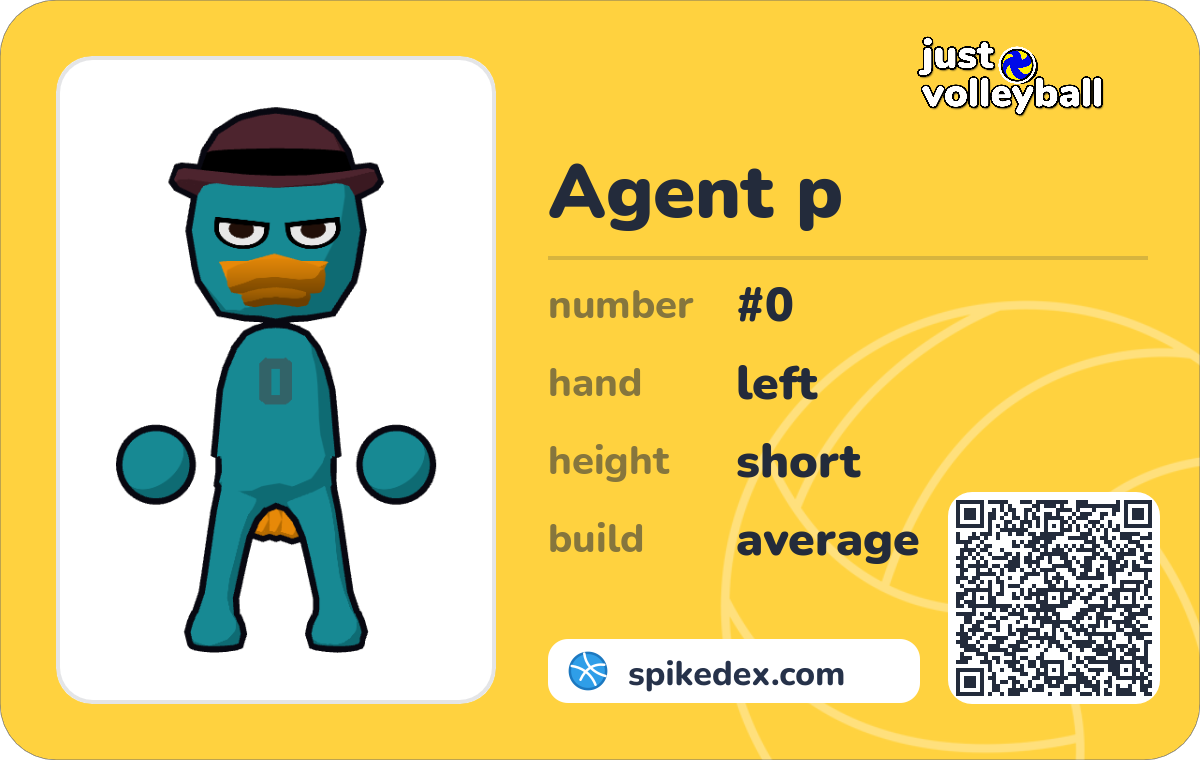 just
volleyball
Agent p
number #0
hand left
height short
build average
0
spikedex.com